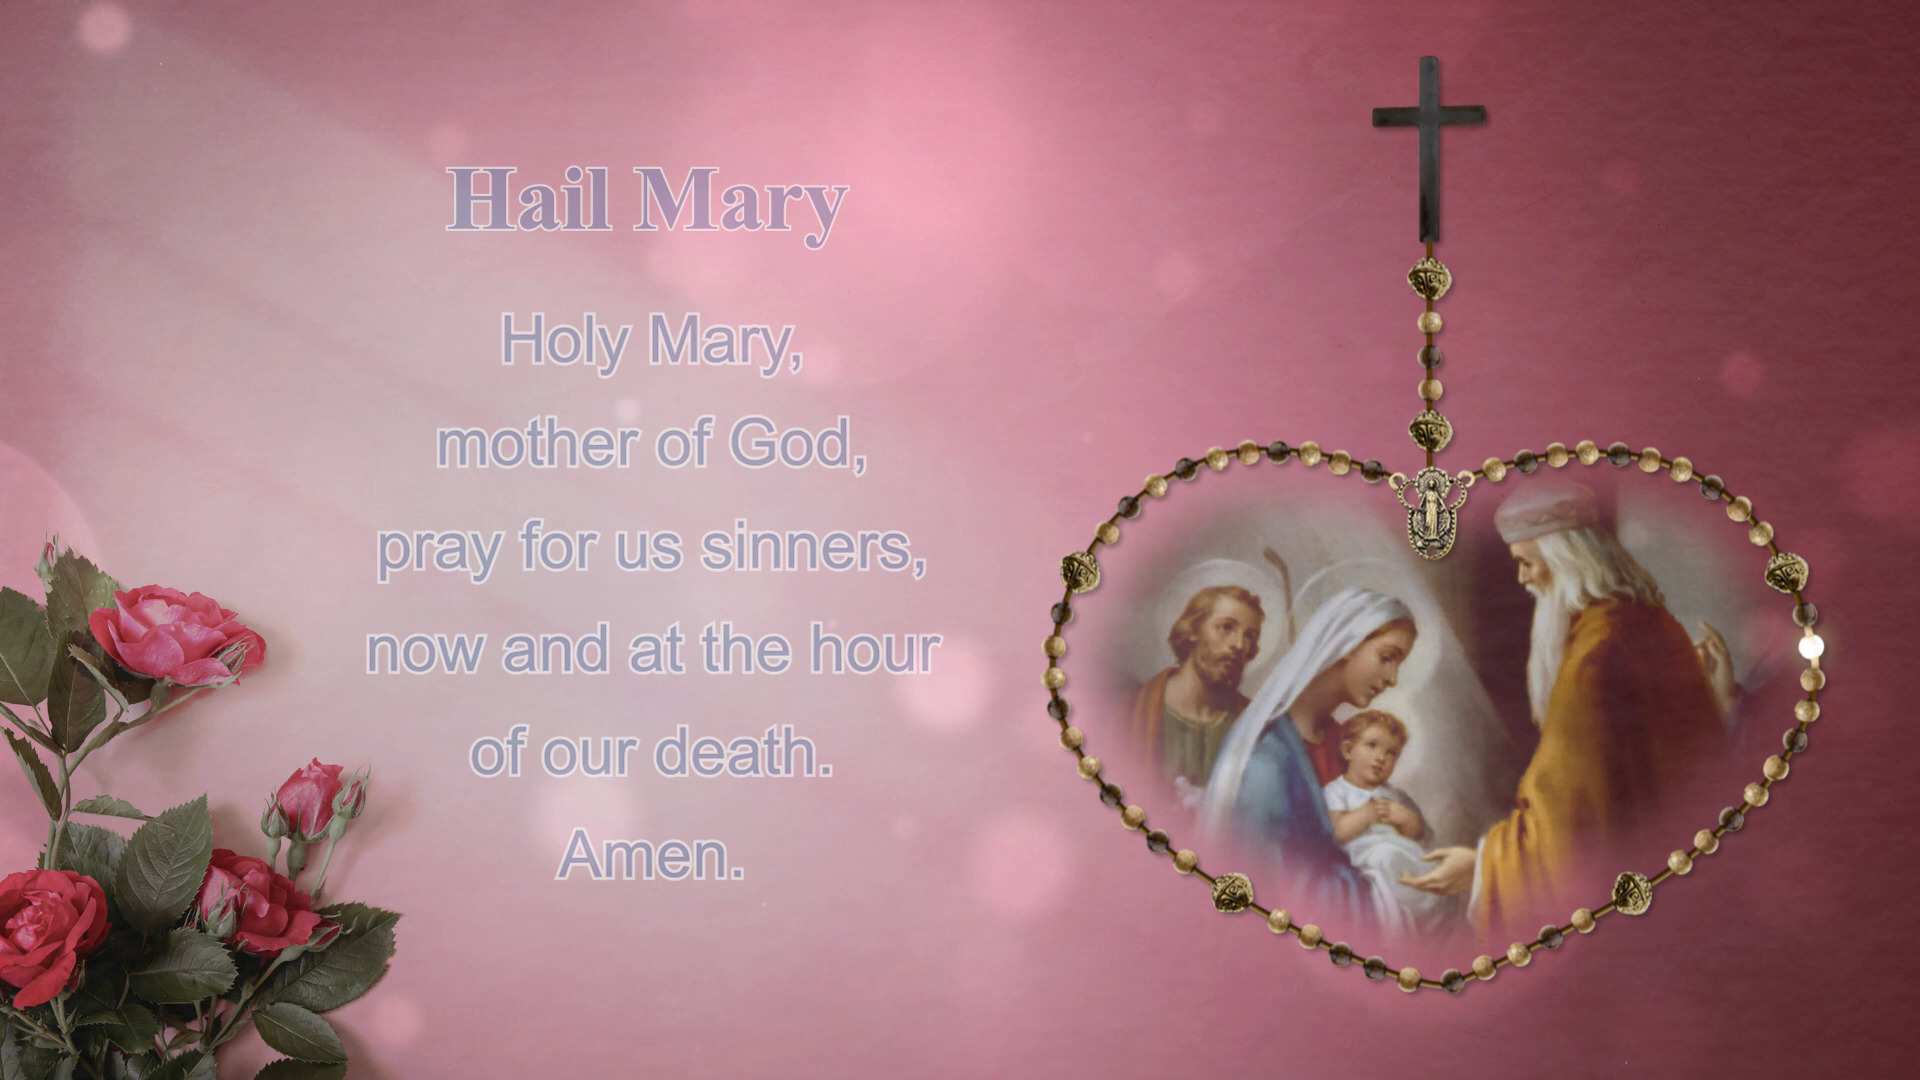 Hail Mary
Holy Mary,
mother of God,
pray for us sinners,
now and at the hour
of our death.
Amen.